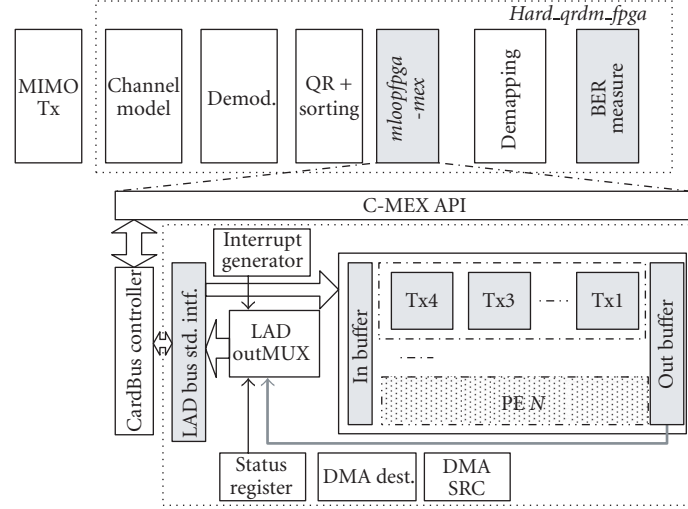 Hard_qrdm_fpga
MIMO
Tx
Channel
model
Demod.
QR +
sorting
mloopfpga
-mex
Demapping
BER
measure
C-MEX API
Interrupt
generator
CardBus controller
LAD bus std. intf.
LAD
outMUX
In buffer
Tx4
Tx3
Tx1
Out buffer
PE N
Status
register
DMA dest.
DMA
SRC